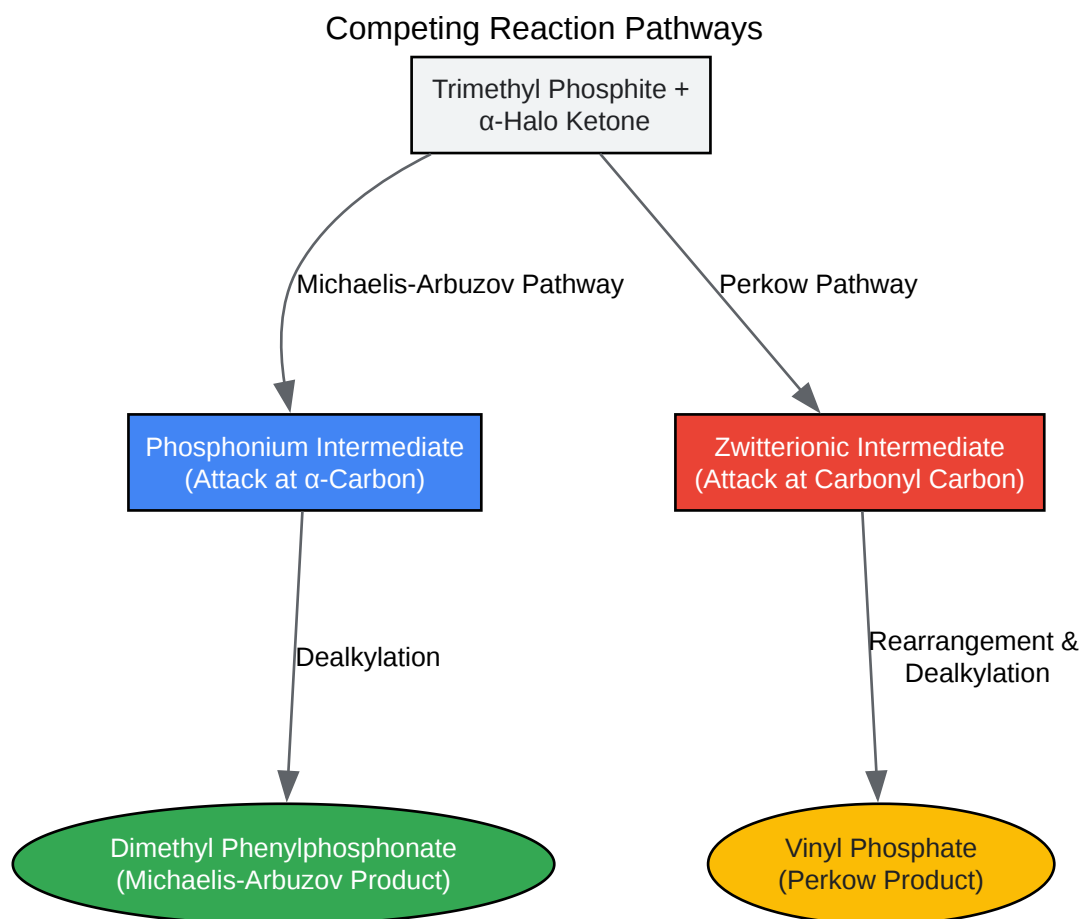 Competing Reaction Pathways
Trimethyl Phosphite +
α-Halo Ketone
Michaelis-Arbuzov Pathway
Perkow Pathway
Phosphonium Intermediate
(Attack at α-Carbon)
Zwitterionic Intermediate
(Attack at Carbonyl Carbon)
Dealkylation
Rearrangement &
Dealkylation
Dimethyl Phenylphosphonate
(Michaelis-Arbuzov Product)
Vinyl Phosphate
(Perkow Product)